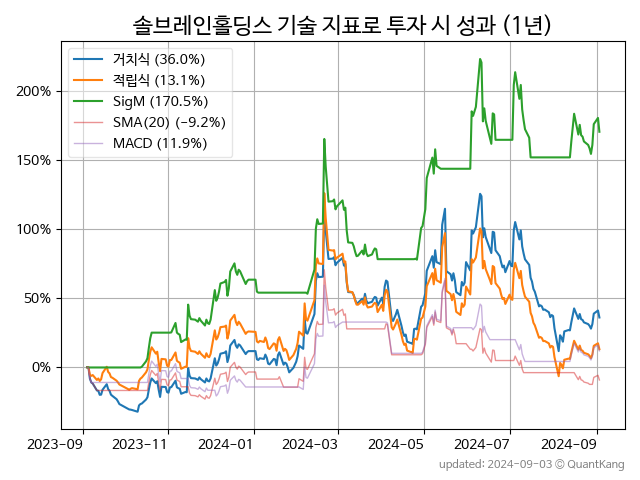 솔브레인홀딩스 기술 지표로 투자 시 성과 (1년)
거치식 (36.0%)
적립식 (13.1%)
SigM (170.5%)
SMA(20) (−9.2%)
MACD (11.9%)
200%
150%
100%
50%
0%
2023-09 2023-11 2024-01 2024-03 2024-05 2024-07 2024-09
updated: 2024-09-03 © QuantKang